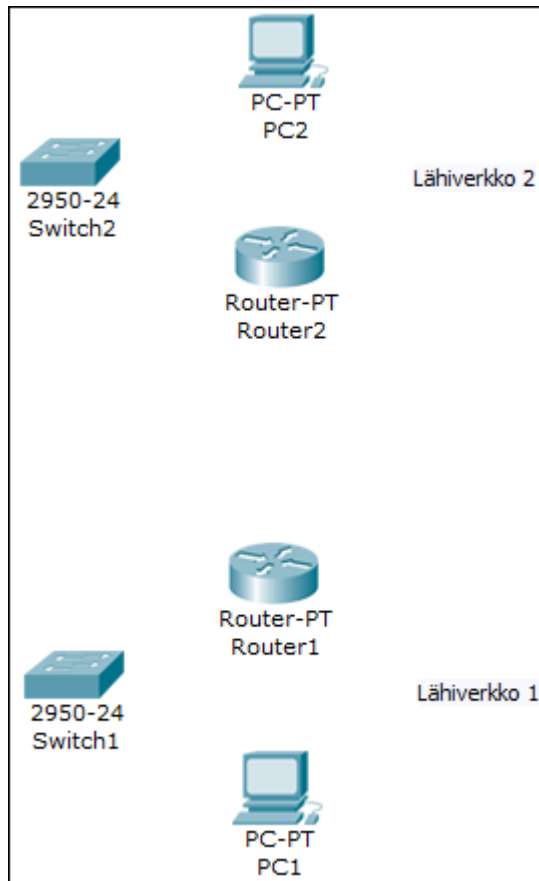 PC-PT
PC2
2950-24
Switch2
Lähiverkko 2
Router-PT
Router2
Router-PT
Router1
2950-24
Switch1
Lähiverkko 1
PC-PT
PC1